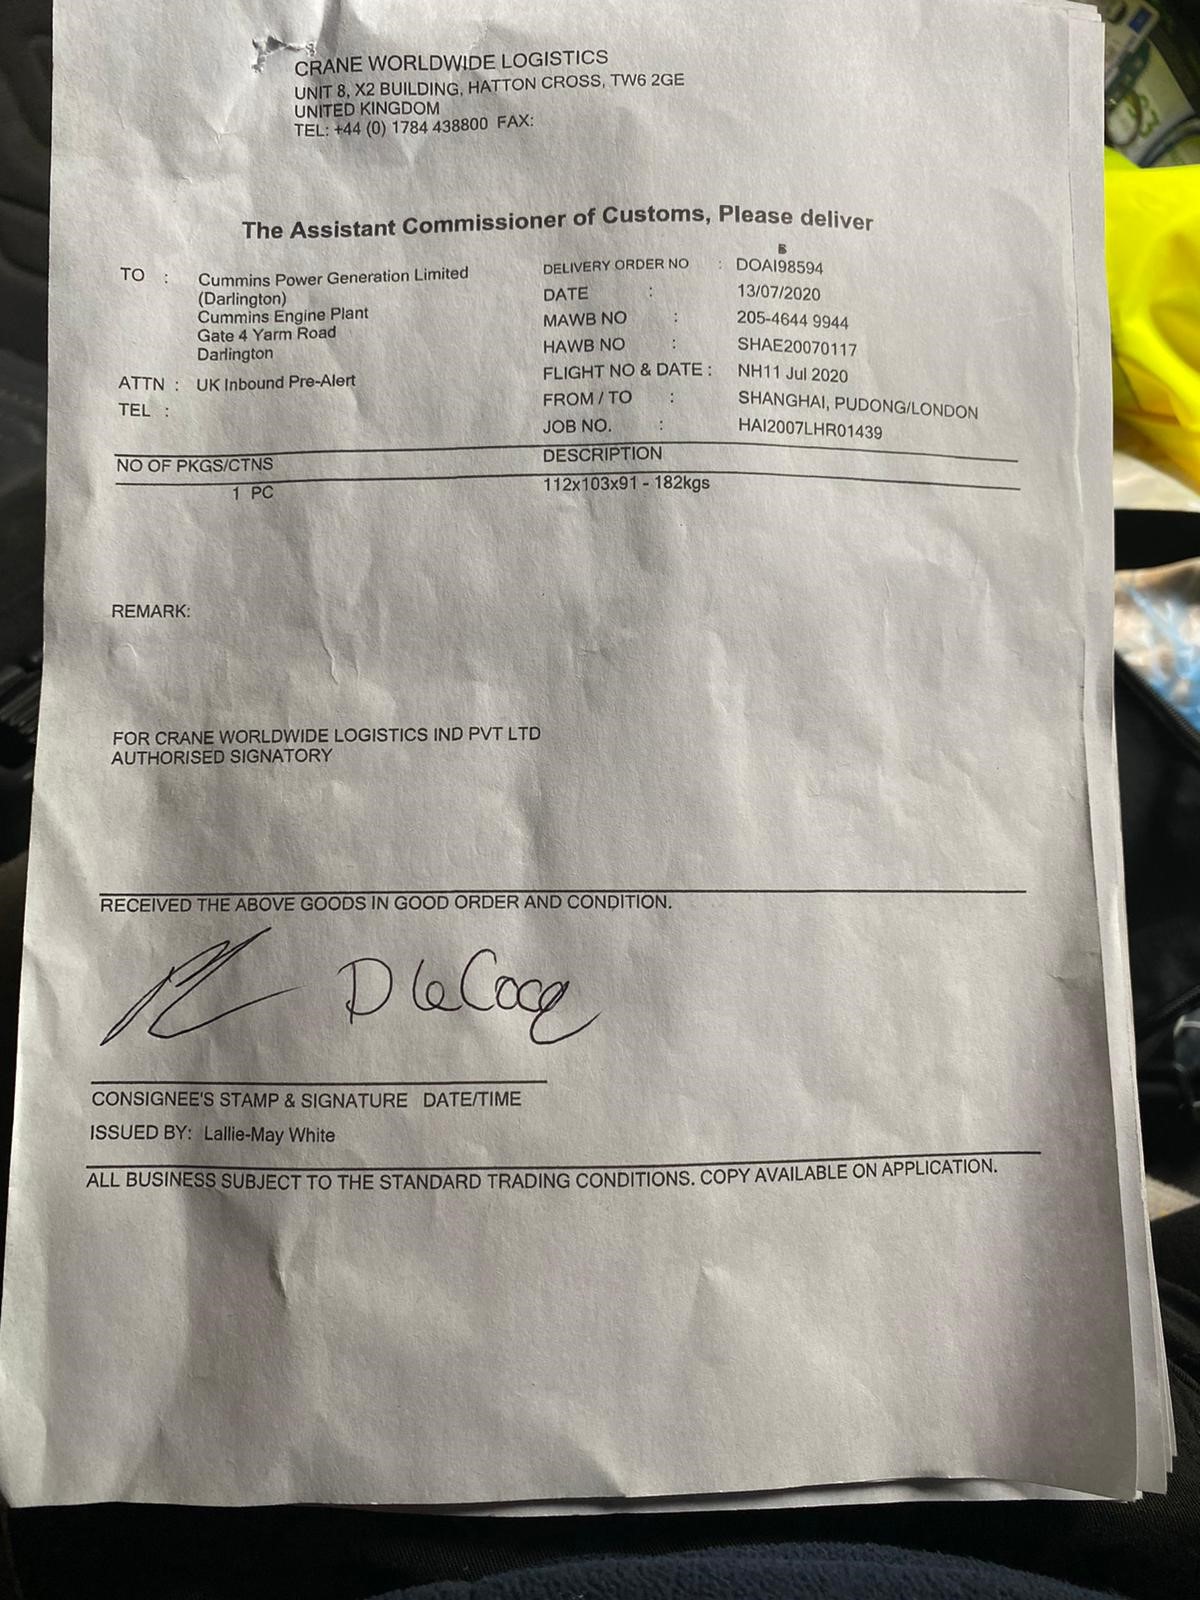 CRANE WORLDWIDE LOGISTICS
UNIT 8, X2 BUILDING, HATTON CROSS, TW6 2GE
UNITED KINGDOM
TEL: +44 (0) 1784 438800 FAX:
The Assistant Commissioner of Customs, Please deliver
TO : Cummins Power Generation Limited
(Darlington)
Cummins Engine Plant
Gate 4 Yarm Road
Darlington
ATTN : UK Inbound Pre-Alert
TEL :
DELIVERY ORDER NO : DOAI98594
DATE : 13/07/2020
MAWB NO : 205-4644 9944
HAWB NO : SHAE20070117
FLIGHT NO & DATE : NH11 Jul 2020
FROM / TO : SHANGHAI, PUDONG/LONDON
JOB NO. : HAI2007LHR01439
NO OF PKGS/CTNS DESCRIPTION
1 PC 112x103x91 - 182kgs
REMARK:
FOR CRANE WORLDWIDE LOGISTICS IND PVT LTD
AUTHORISED SIGNATORY
RECEIVED THE ABOVE GOODS IN GOOD ORDER AND CONDITION.
D LeCocq
CONSIGNEE'S STAMP & SIGNATURE DATE/TIME
ISSUED BY: Lallie-May White
ALL BUSINESS SUBJECT TO THE STANDARD TRADING CONDITIONS. COPY AVAILABLE ON APPLICATION.